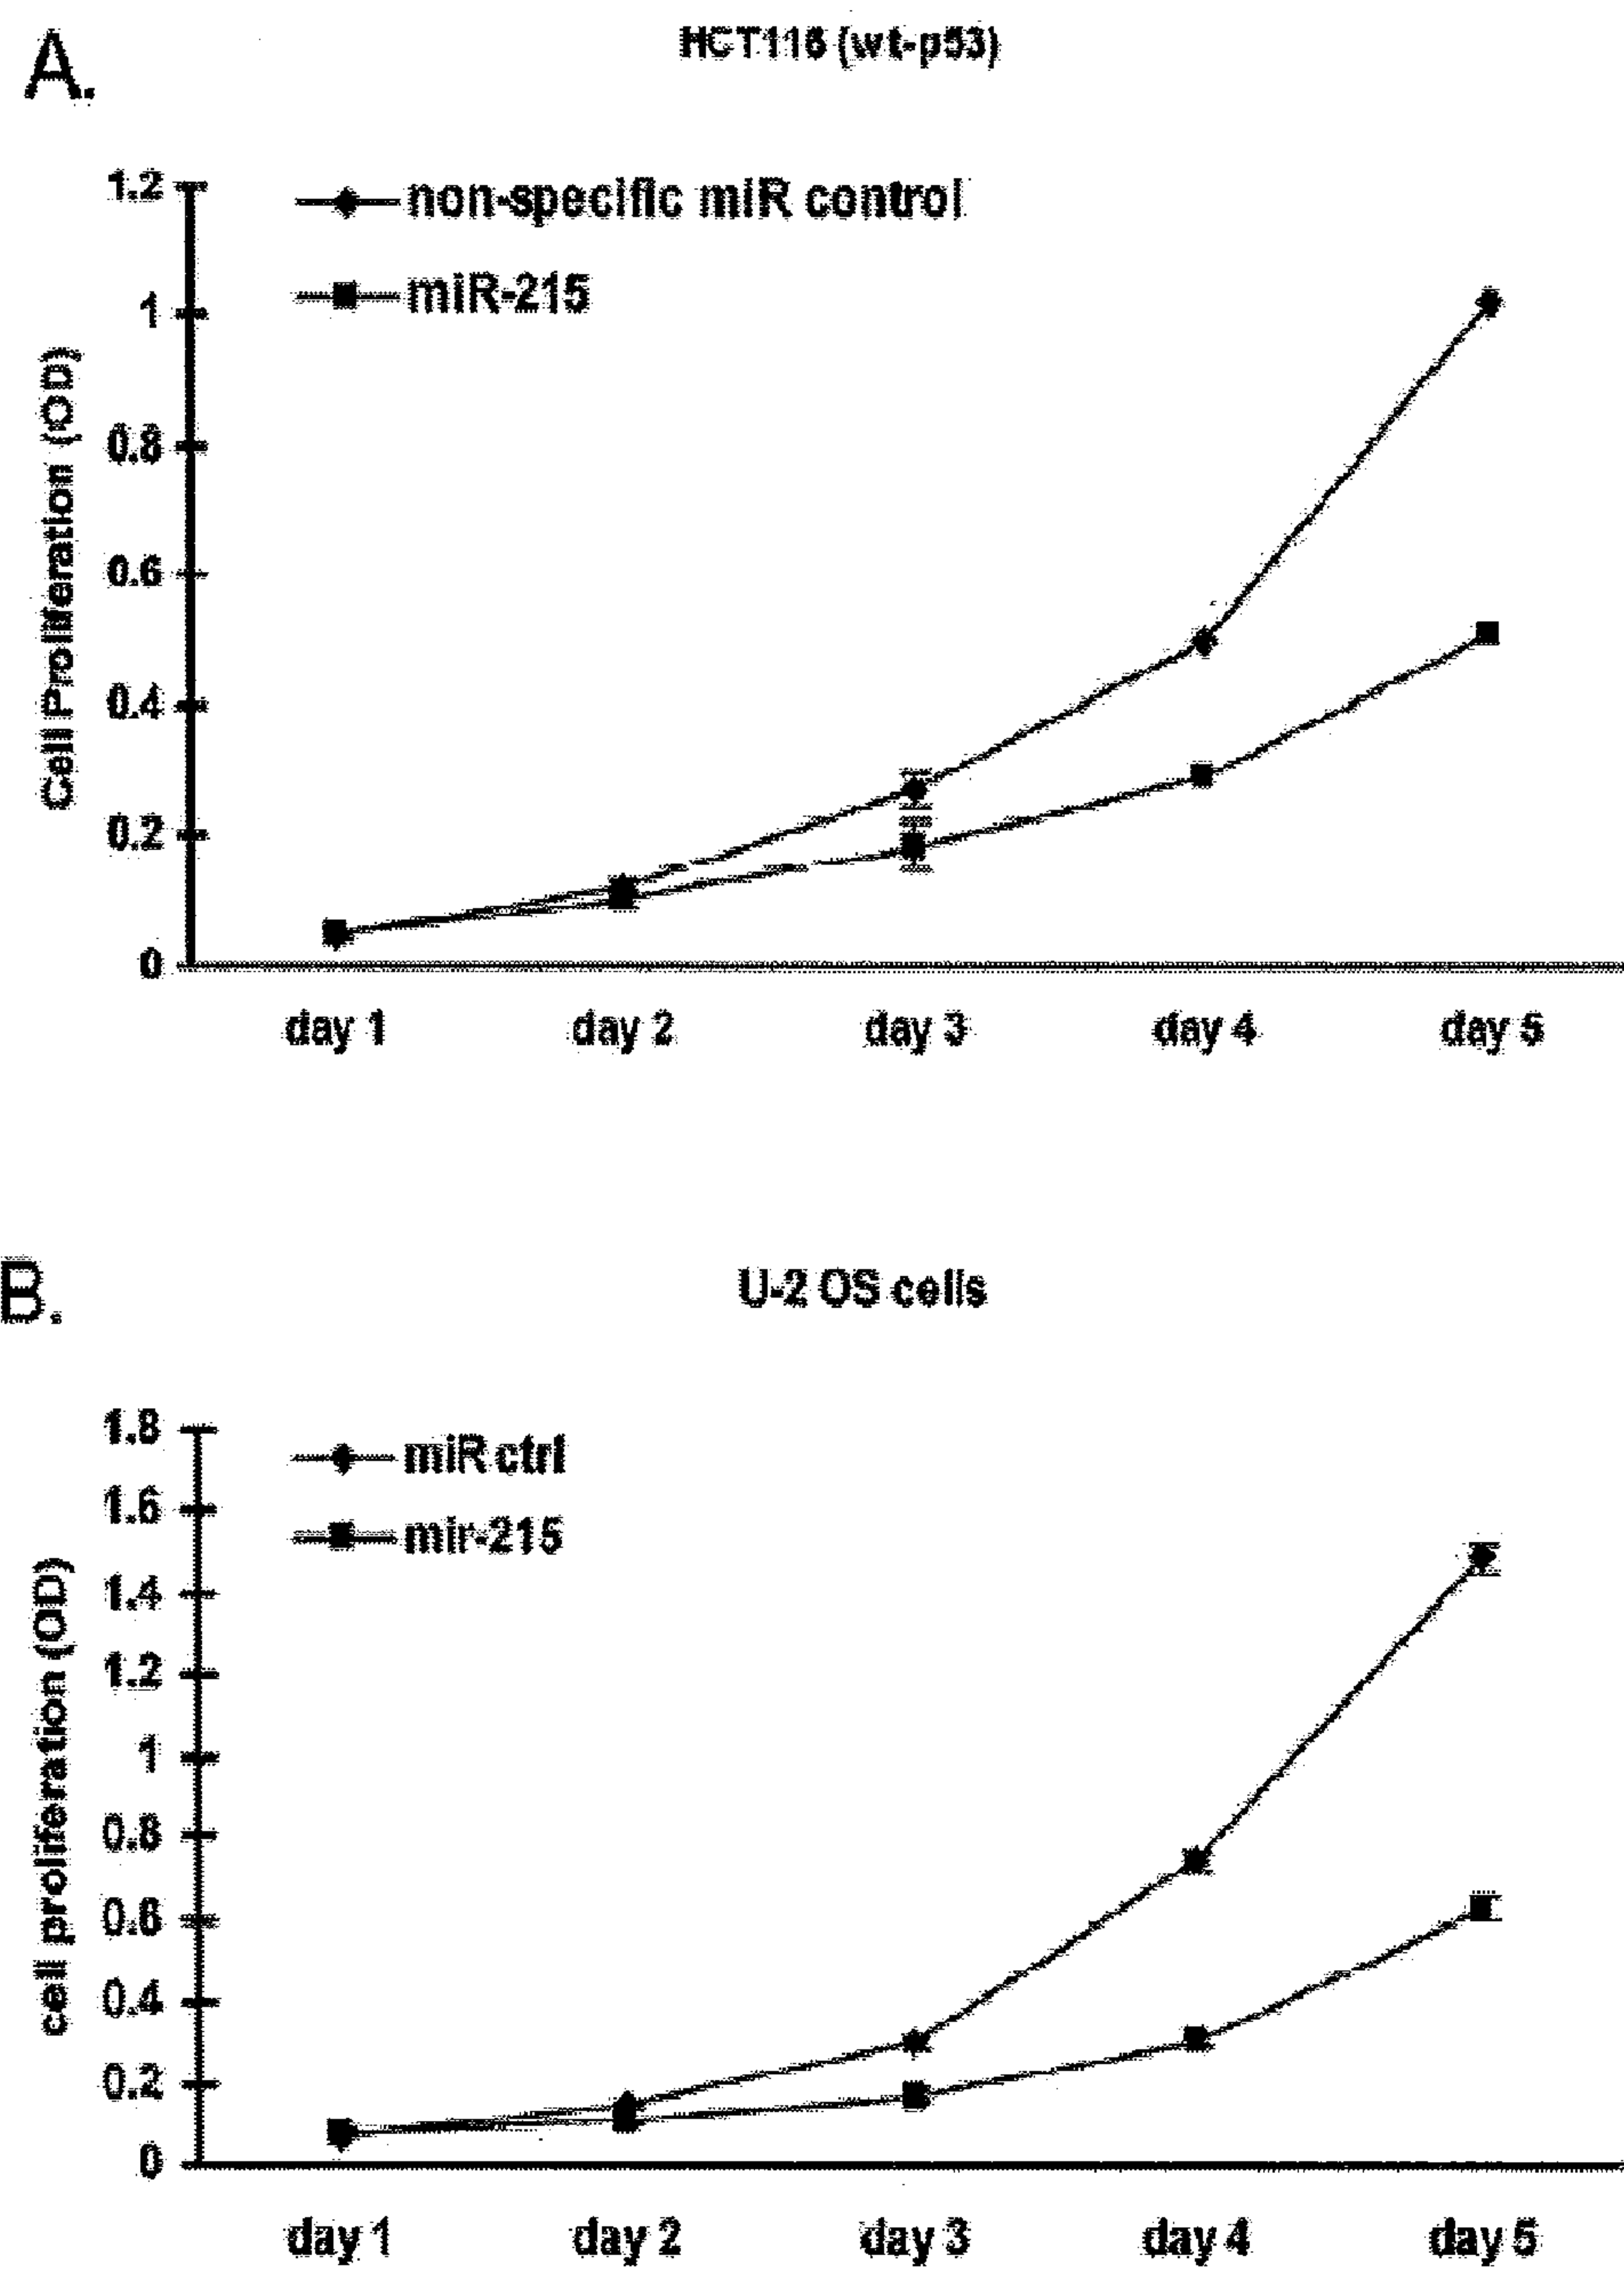 A.
HCT116 (wt-p53)
1.2
1
0.8
0.6
0.4
0.2
0
Cell Proliferation (OD)
non-specific miR control
miR-215
day 1
day 2
day 3
day 4
day 5
B.
U-2 OS cells
1.8
1.6
1.4
1.2
1
0.8
0.6
0.4
0.2
0
cell proliferation (OD)
miR ctrl
mir-215
day 1
day 2
day 3
day 4
day 5